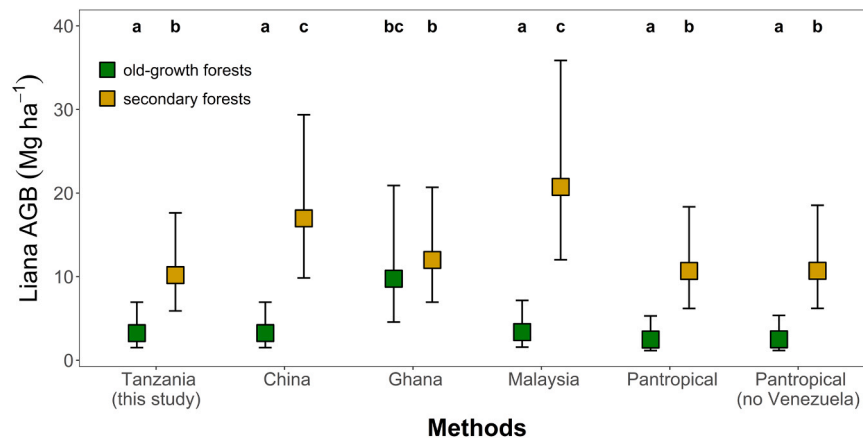 a b a c bc b a c a b a b
40
old-growth forests
secondary forests
30
20
10
0
Liana AGB (Mg ha⁻¹)
Tanzania
(this study)
China
Ghana
Malaysia
Pantropical
Pantropical
(no Venezuela)
Methods